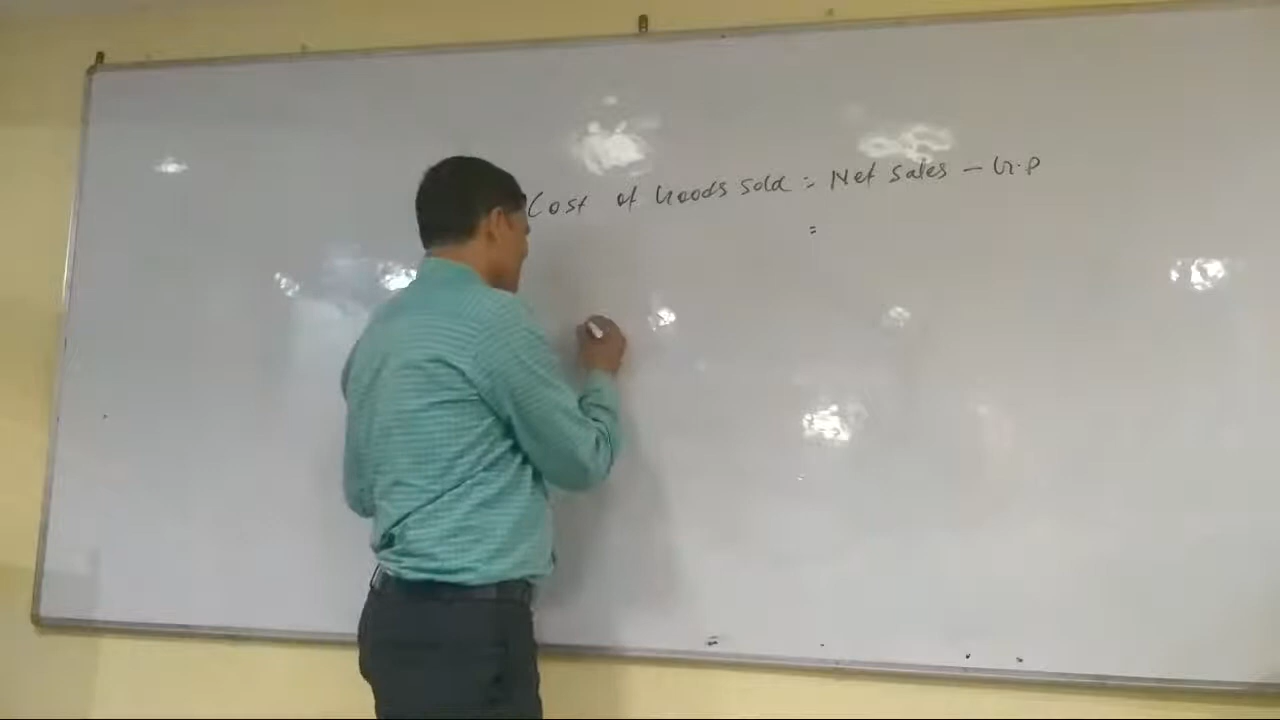 Cost of Goods sold = Net sales - G.P
=